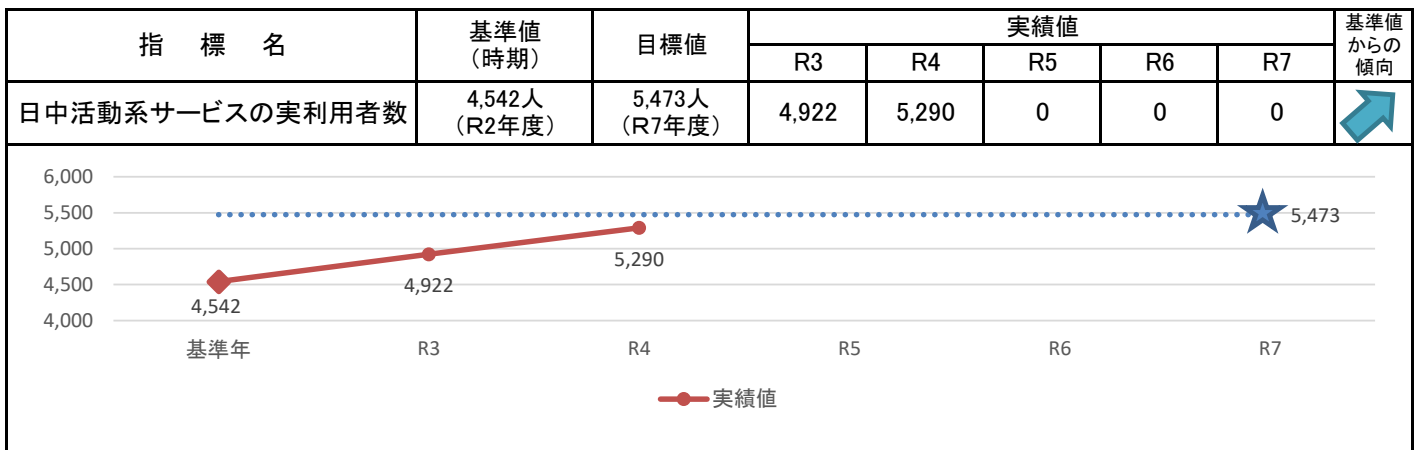 指　標　名
基準値
（時期）
目標値
実績値
基準値
からの
傾向
R3 R4 R5 R6 R7
日中活動系サービスの実利用者数
4,542人
（R2年度）
5,473人
（R7年度）
4,922 5,290 0 0 0
6,000
5,500
5,000
4,500
4,000
5,473
5,290
4,922
4,542
基準年 R3 R4 R5 R6 R7
実績値